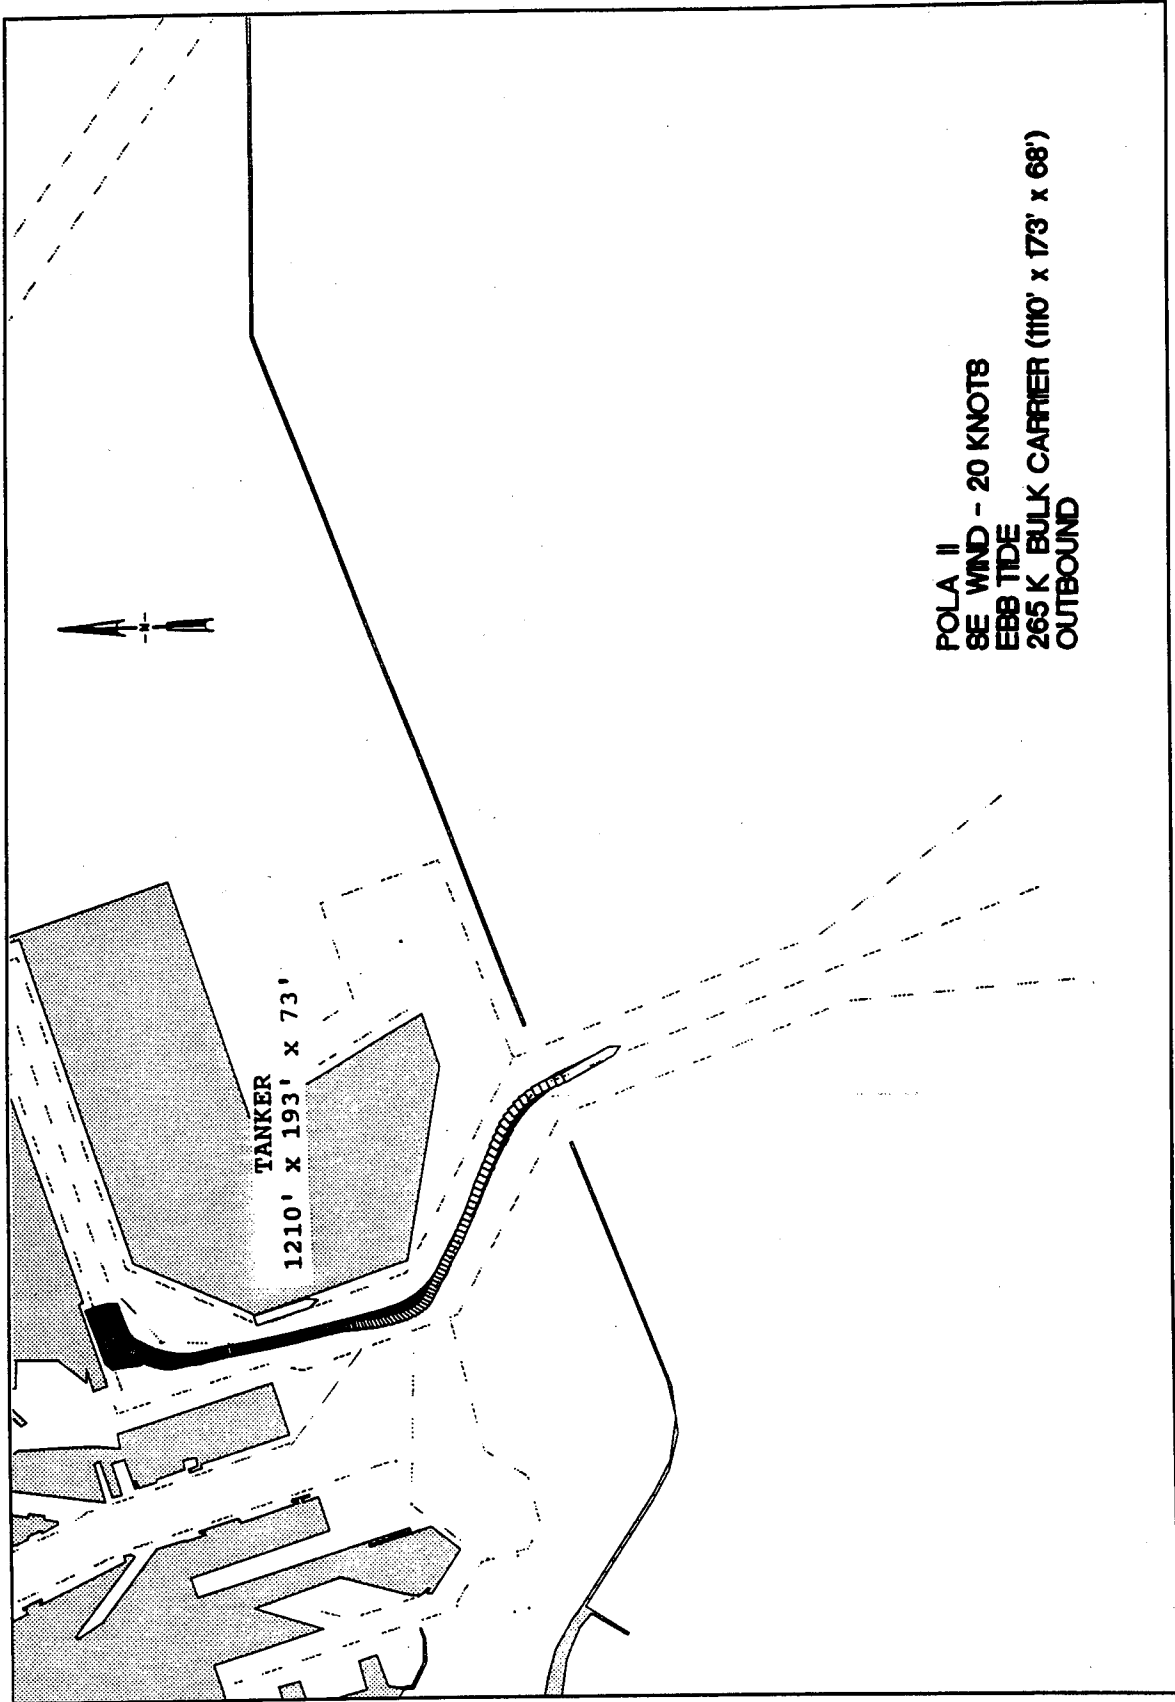 TANKER
1210' x 193' x 73'
N
POLA II
SE WIND - 20 KNOTS
EBB TIDE
265 K BULK CARRIER (1110' x 173' x 68')
OUTBOUND